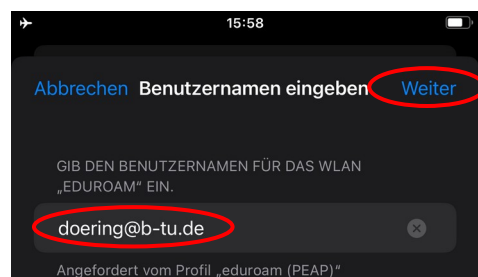 15:58
Abbrechen Benutzernamen eingeben Weiter
GIB DEN BENUTZERNAMEN FÜR DAS WLAN
„EDUROAM“ EIN.
doering@b-tu.de
Angefordert vom Profil „eduroam (PEAP)“